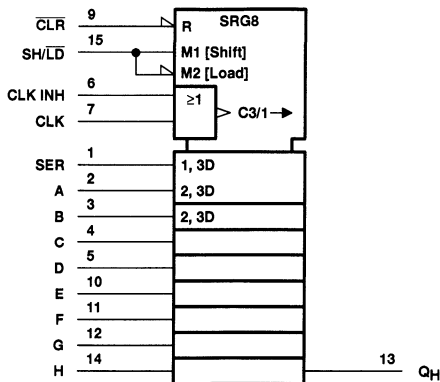 SRG8
CLR 9 R
SH/LD 15 M1 [Shift]
M2 [Load]
CLK INH 6 ≥1
CLK 7 C3/1
SER 1 1, 3D
A 2 2, 3D
B 3 2, 3D
C 4
D 5
E 10
F 11
G 12
H 14 13 QH